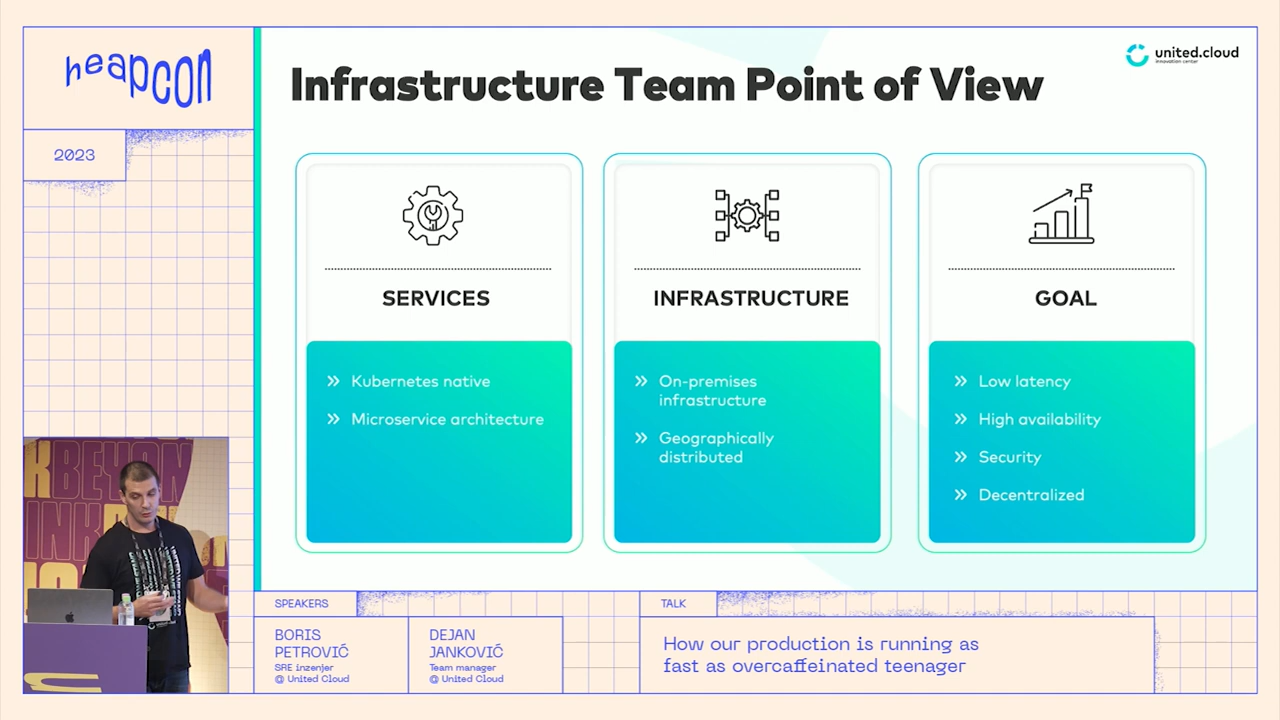 heapcon
2023
united.cloud
innovation center
Infrastructure Team Point of View
SERVICES
» Kubernetes native
» Microservice architecture
INFRASTRUCTURE
» On-premises
infrastructure
» Geographically
distributed
GOAL
» Low latency
» High availability
» Security
» Decentralized
SPEAKERS
BORIS
PETROVIĆ
SRE inzenjer
@ United Cloud
DEJAN
JANKOVIĆ
Team manager
@ United Cloud
TALK
How our production is running as
fast as overcaffeinated teenager